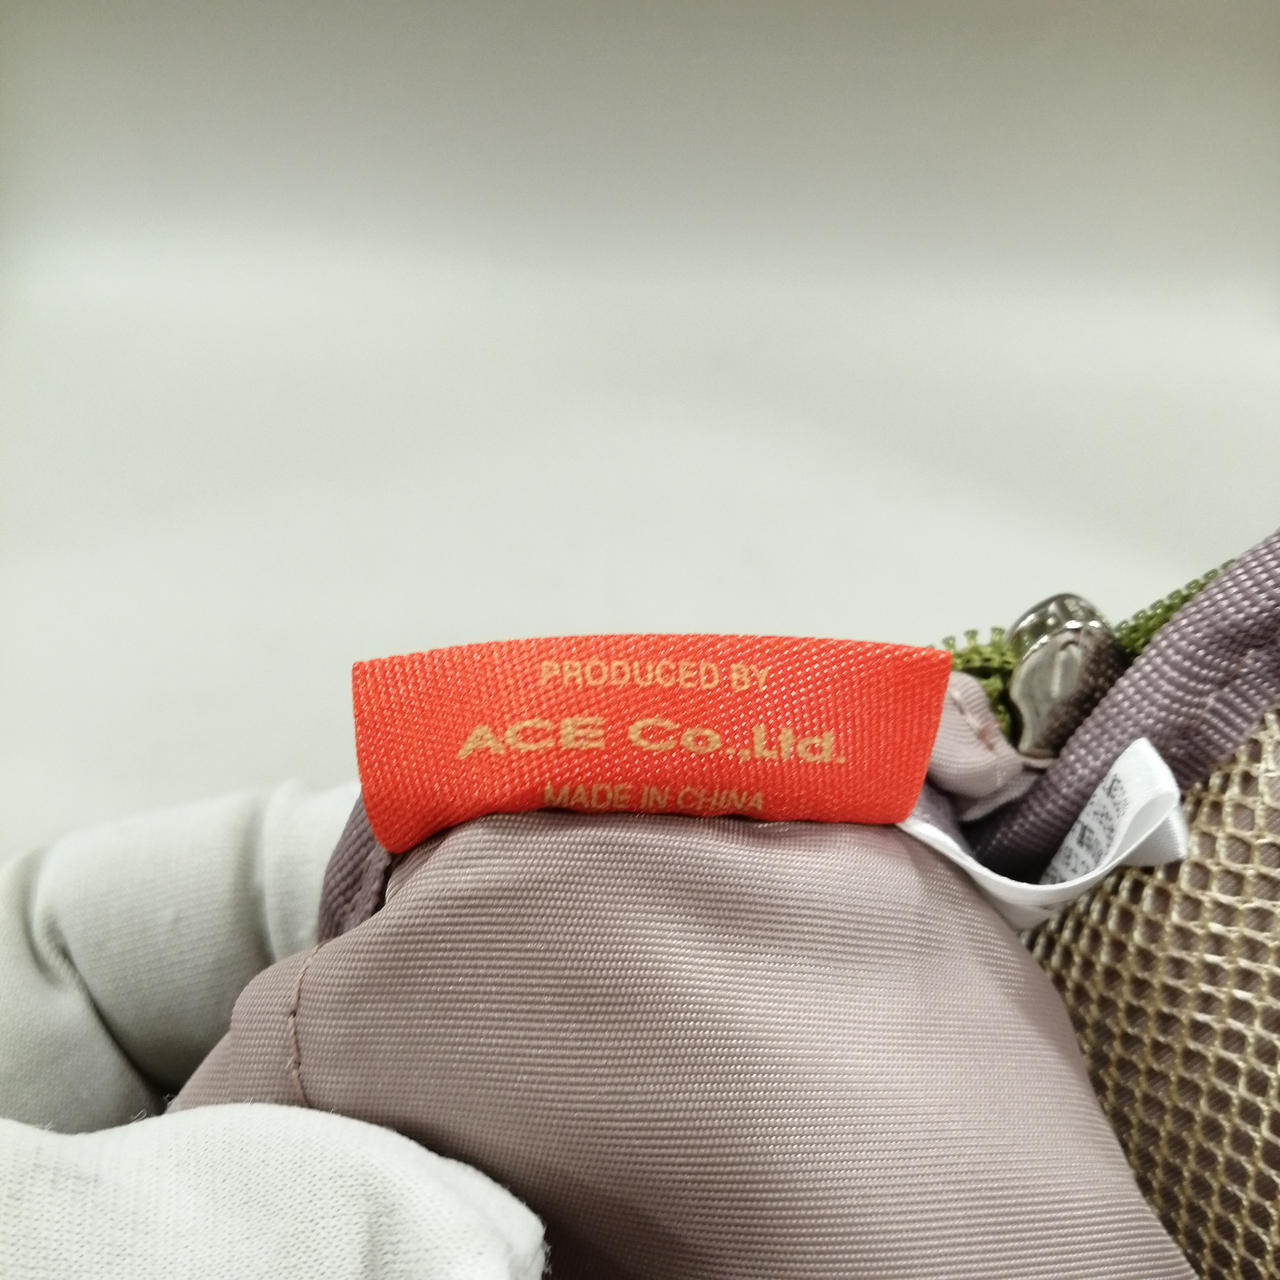 PRODUCED BY
ACE Co.,Ltd.
MADE IN CHINA